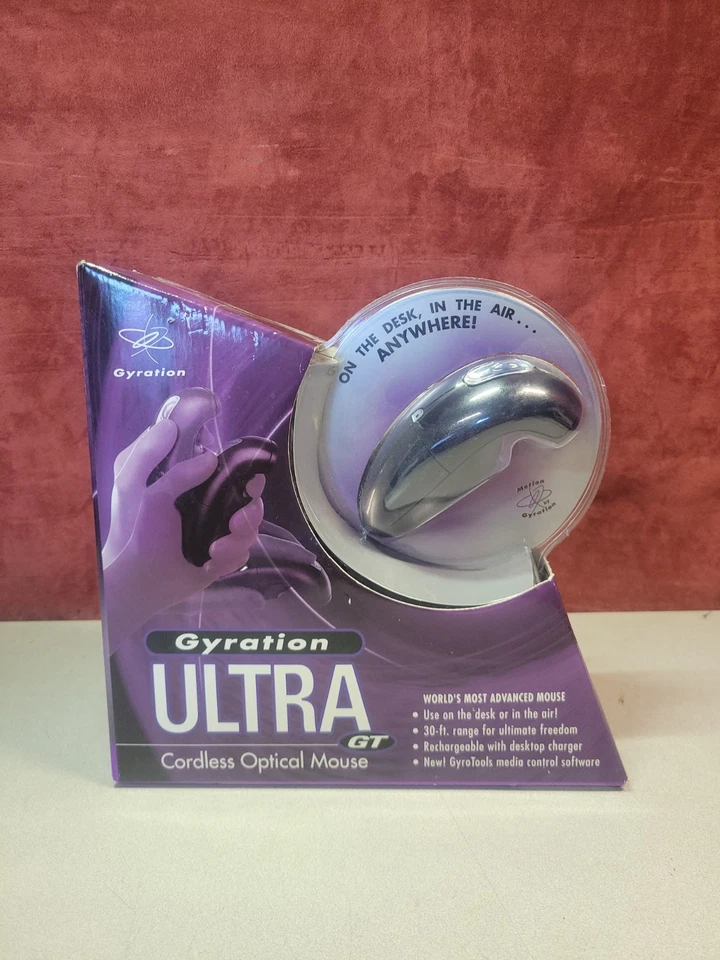 ON THE DESK, IN THE AIR...
ANYWHERE!
Gyration
Motion
by
Gyration
Gyration
ULTRA
GT
Cordless Optical Mouse
WORLD'S MOST ADVANCED MOUSE
• Use on the desk or in the air!
• 30-ft. range for ultimate freedom
• Rechargeable with desktop charger
• New! GyroTools media control software